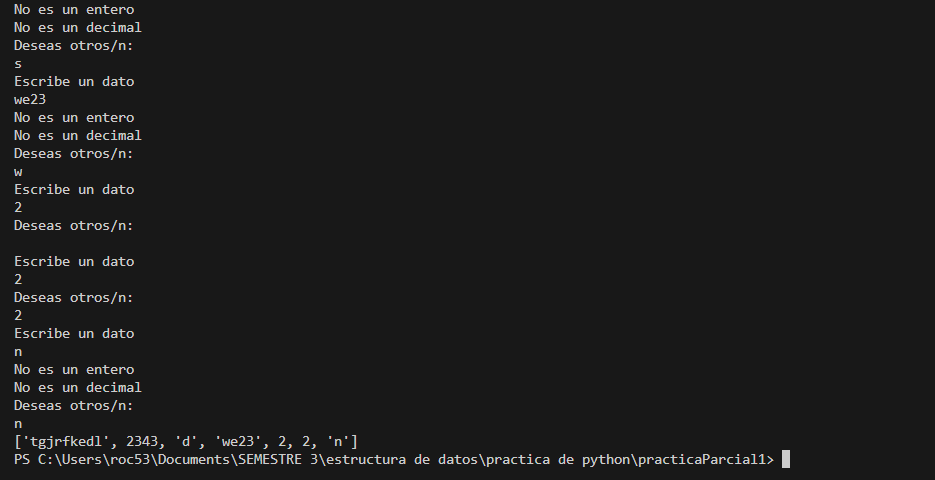 No es un entero
No es un decimal
Deseas otros/n:
s
Escribe un dato
we23
No es un entero
No es un decimal
Deseas otros/n:
w
Escribe un dato
2
Deseas otros/n:
Escribe un dato
2
Deseas otros/n:
2
Escribe un dato
n
No es un entero
No es un decimal
Deseas otros/n:
n
['tgjrfkedl', 2343, 'd', 'we23', 2, 2, 'n']
PS C:\Users\roc53\Documents\SEMESTRE 3\estructura de datos\practica de python\practicaParcial1>